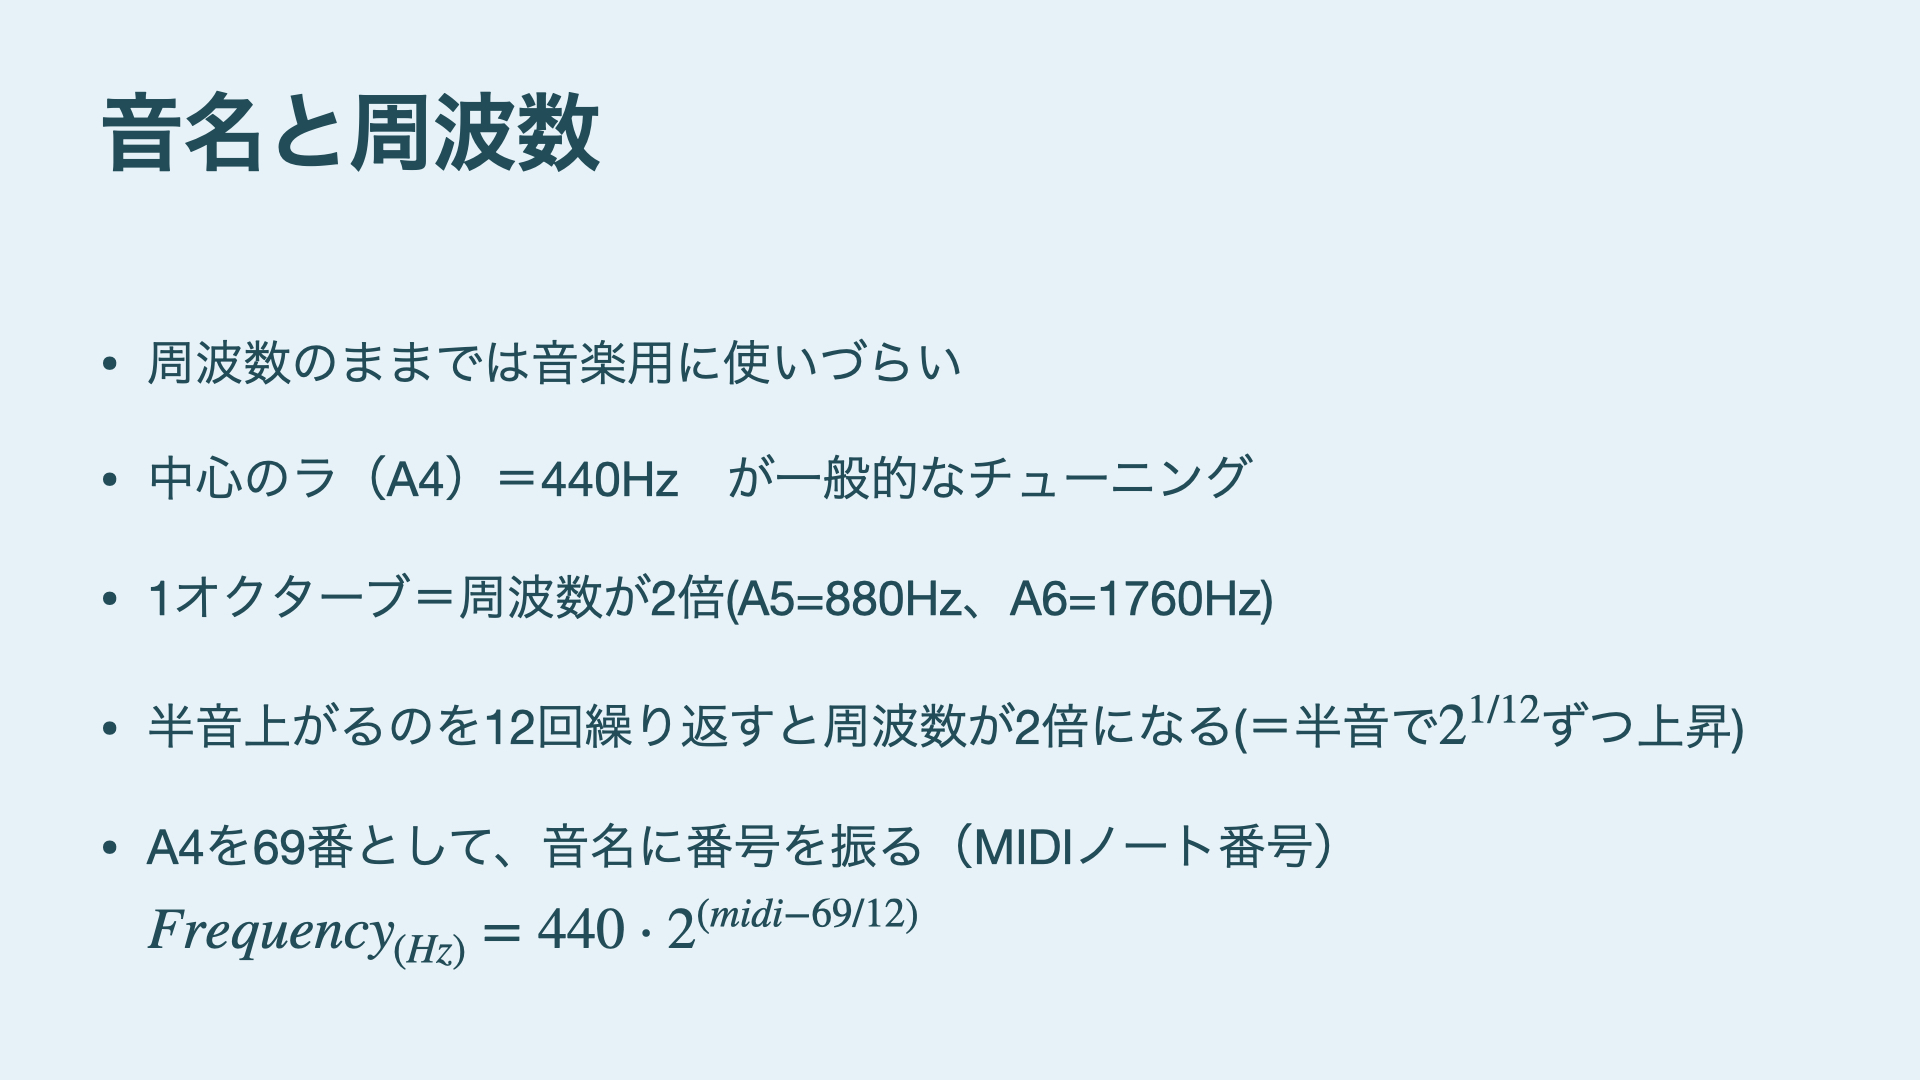 音名と周波数
• 周波数のままでは音楽用に使いづらい
• 中心のラ（A4）＝440Hz　が一般的なチューニング
• 1オクターブ＝周波数が2倍(A5=880Hz、A6=1760Hz)
• 半音上がるのを12回繰り返すと周波数が2倍になる(＝半音で2^{1/12}ずつ上昇)
• A4を69番として、音名に番号を振る（MIDIノート番号）
Frequency_{(Hz)} = 440 · 2^{(midi−69/12)}